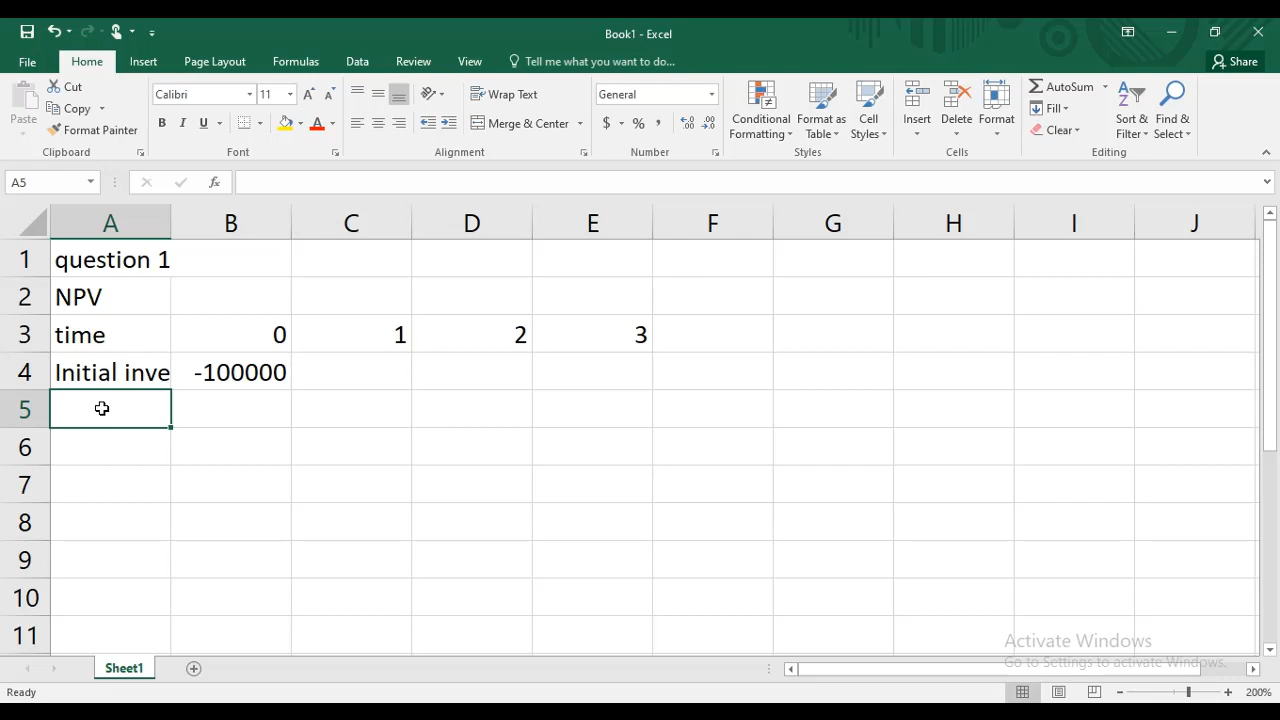 Book1 - Excel
File Home Insert Page Layout Formulas Data Review View Tell me what you want to do... Share
Paste
Cut
Copy
Format Painter
Clipboard
Calibri 11
B I U
Font
Wrap Text
Merge & Center
Alignment
General
$ % ,
Number
Conditional Formatting
Format as Table
Cell Styles
Styles
Insert
Delete
Format
Cells
AutoSum
Fill
Clear
Sort & Filter
Find & Select
Editing
A5 fx
A B C D E F G H I J
1 question 1
2 NPV
3 time 0 1 2 3
4 Initial inve -100000
5
6
7
8
9
10
11
Activate Windows
Go to Settings to activate Windows.
Sheet1
Ready 200%